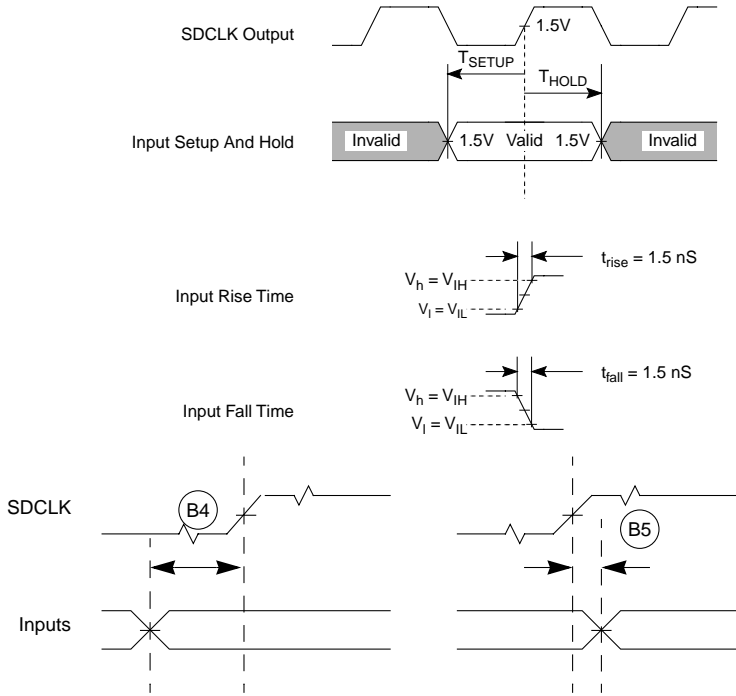 SDCLK Output
1.5V
TSETUP
THOLD
Input Setup And Hold
Invalid
1.5V Valid 1.5V
Invalid
trise = 1.5 nS
Vh = VIH
Input Rise Time
Vl = VIL
tfall = 1.5 nS
Vh = VIH
Input Fall Time
Vl = VIL
SDCLK
B4
B5
Inputs